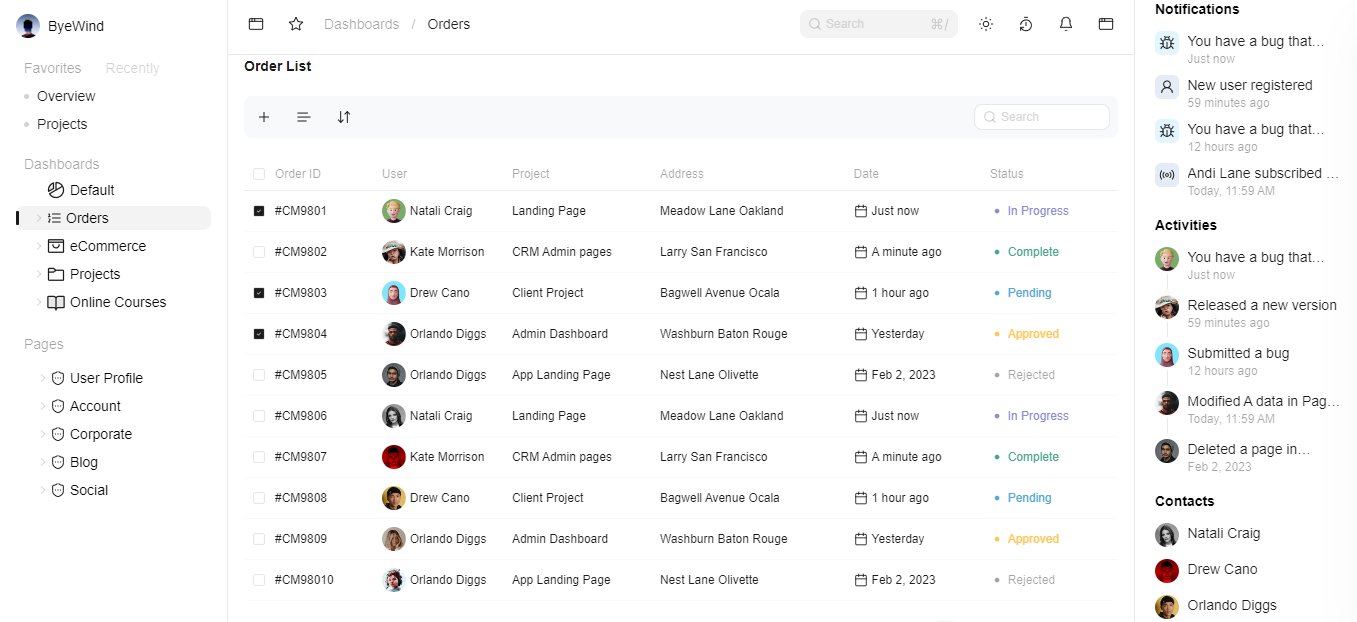 ByeWind
Favorites Recently
Overview
Projects
Dashboards
Default
Orders
eCommerce
Projects
Online Courses
Pages
User Profile
Account
Corporate
Blog
Social
Dashboards / Orders
Search ⌘/
Order List
Search
Order ID User Project Address Date Status
#CM9801 Natali Craig Landing Page Meadow Lane Oakland Just now In Progress
#CM9802 Kate Morrison CRM Admin pages Larry San Francisco A minute ago Complete
#CM9803 Drew Cano Client Project Bagwell Avenue Ocala 1 hour ago Pending
#CM9804 Orlando Diggs Admin Dashboard Washburn Baton Rouge Yesterday Approved
#CM9805 Orlando Diggs App Landing Page Nest Lane Olivette Feb 2, 2023 Rejected
#CM9806 Natali Craig Landing Page Meadow Lane Oakland Just now In Progress
#CM9807 Kate Morrison CRM Admin pages Larry San Francisco A minute ago Complete
#CM9808 Drew Cano Client Project Bagwell Avenue Ocala 1 hour ago Pending
#CM9809 Orlando Diggs Admin Dashboard Washburn Baton Rouge Yesterday Approved
#CM98010 Orlando Diggs App Landing Page Nest Lane Olivette Feb 2, 2023 Rejected
Notifications
You have a bug that…
Just now
New user registered
59 minutes ago
You have a bug that…
12 hours ago
Andi Lane subscribed …
Today, 11:59 AM
Activities
You have a bug that…
Just now
Released a new version
59 minutes ago
Submitted a bug
12 hours ago
Modified A data in Pag…
Today, 11:59 AM
Deleted a page in…
Feb 2, 2023
Contacts
Natali Craig
Drew Cano
Orlando Diggs